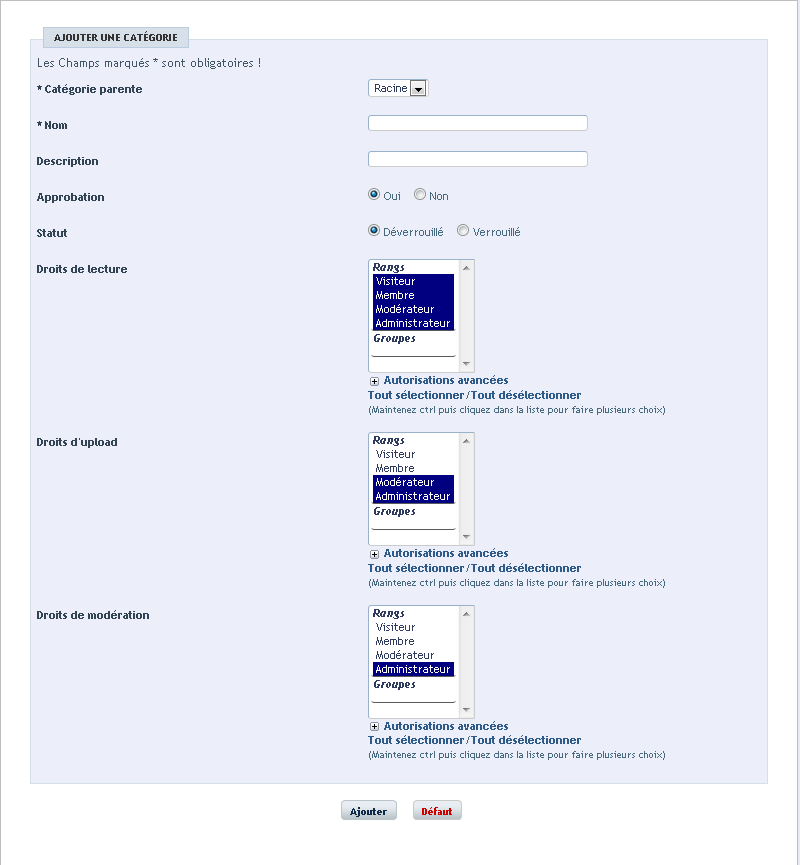 AJOUTER UNE CATÉGORIE
Les Champs marqués * sont obligatoires !
* Catégorie parente
Racine
* Nom
Description
Approbation
Oui Non
Statut
Déverrouillé Verrouillé
Droits de lecture
Rangs
Visiteur
Membre
Modérateur
Administrateur
Groupes
Autorisations avancées
Tout sélectionner/Tout désélectionner
(Maintenez ctrl puis cliquez dans la liste pour faire plusieurs choix)
Droits d'upload
Rangs
Visiteur
Membre
Modérateur
Administrateur
Groupes
Autorisations avancées
Tout sélectionner/Tout désélectionner
(Maintenez ctrl puis cliquez dans la liste pour faire plusieurs choix)
Droits de modération
Rangs
Visiteur
Membre
Modérateur
Administrateur
Groupes
Autorisations avancées
Tout sélectionner/Tout désélectionner
(Maintenez ctrl puis cliquez dans la liste pour faire plusieurs choix)
Ajouter Défaut